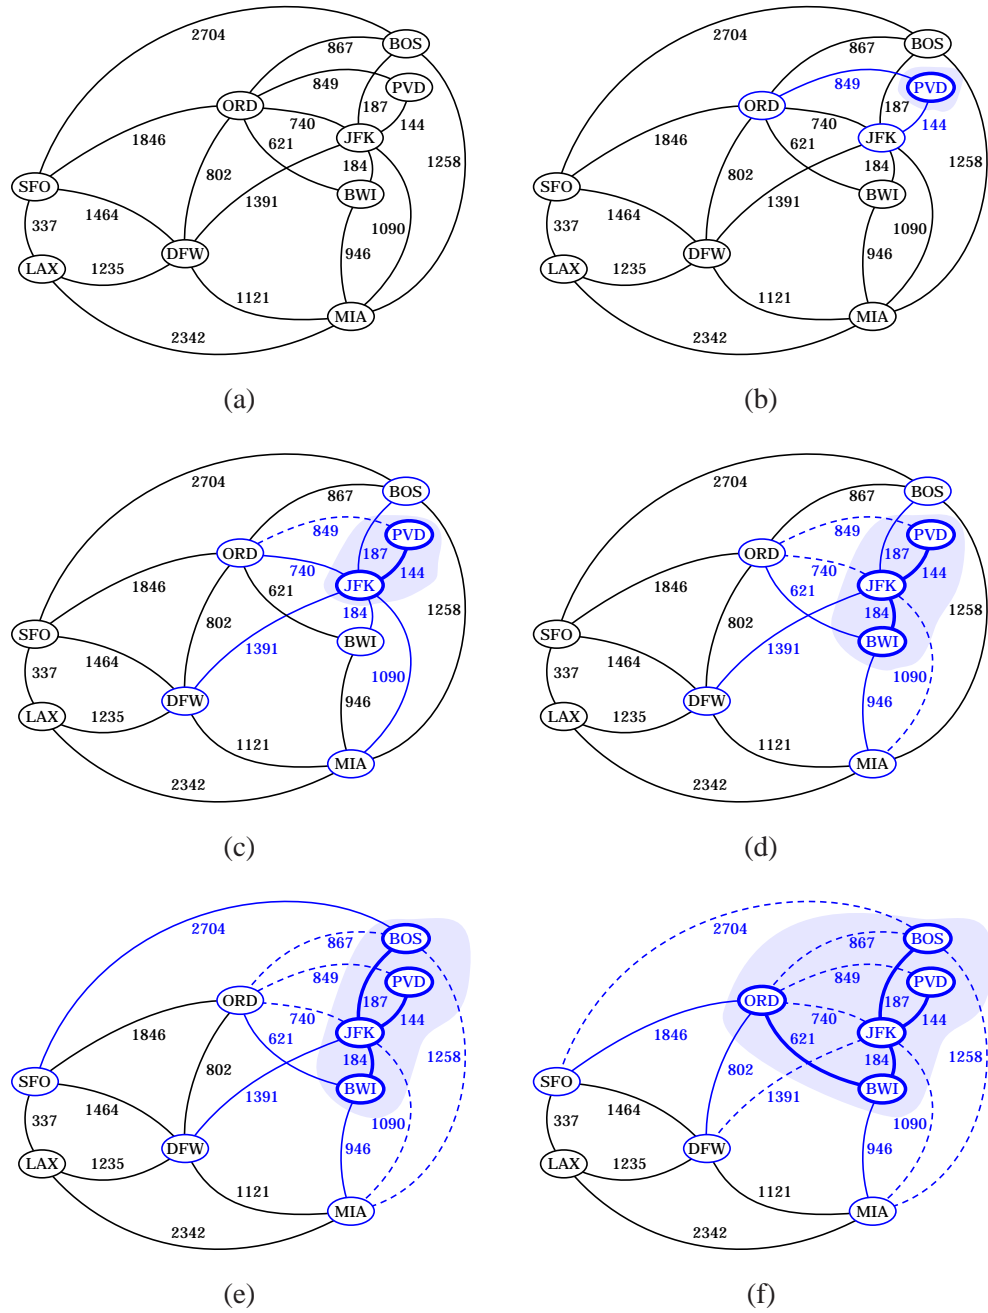 2704
BOS
867
PVD
849
ORD
187
144
740
JFK
1846
621
184
1258
802
BWI
SFO
1391
1464
337
1090
DFW
946
LAX
1235
1121
MIA
2342
(a)
2704
BOS
867
PVD
849
ORD
187
144
740
JFK
1846
621
184
1258
802
BWI
SFO
1391
1464
337
1090
DFW
946
LAX
1235
1121
MIA
2342
(b)
2704
BOS
867
PVD
849
ORD
187
144
740
JFK
1846
621
184
1258
802
BWI
SFO
1391
1464
337
1090
DFW
946
LAX
1235
1121
MIA
2342
(c)
2704
BOS
867
PVD
849
ORD
187
144
740
JFK
1846
621
184
1258
802
BWI
SFO
1391
1464
337
1090
DFW
946
LAX
1235
1121
MIA
2342
(d)
2704
BOS
867
PVD
849
ORD
187
144
740
JFK
1846
621
184
1258
802
BWI
SFO
1391
1464
337
1090
DFW
946
LAX
1235
1121
MIA
2342
(e)
2704
BOS
867
PVD
849
ORD
187
144
740
JFK
1846
621
184
1258
802
BWI
SFO
1391
1464
337
1090
DFW
946
LAX
1235
1121
MIA
2342
(f)